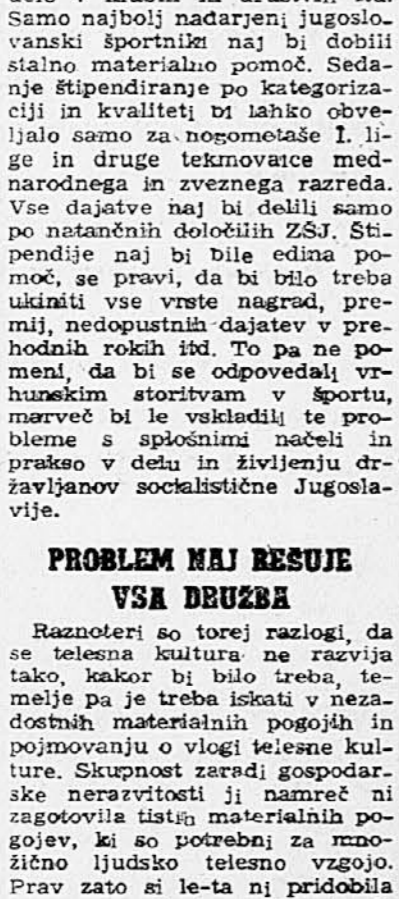 Samo najbolj nadarjeni jugoslo-
vanski športniki naj bi dobili
stalno materialno pomoč. Seda-
nje štipendiranje po kategoriza-
ciji in kvaliteti bi lahko obve-
ljalo samo za nogometaše I. li-
ge in druge tekmovalce med-
narodnega in zveznega razreda.
Vse dajatve naj bi delili samo
po natančnih določilih ZSJ. Šti-
pendije naj bi bile edina po-
moč, se pravi, da bi bilo treba
ukiniti vse vrste nagrad, pre-
mij, nedopustnih dajatev v pre-
hodnih rokih itd. To pa ne po-
meni, da bi se odpovedali vr-
hunskim storitvam v športu,
marveč bi le vskladili te pro-
bleme s splošnimi načeli in
prakso v delu in življenju dr-
žavljanov socialistične Jugosla-
vije.
PROBLEM NAJ REŠUJE
VSA DRUŽBA
Raznoteri so torej razlogi, da
se telesna kultura ne razvija
tako, kakor bi bilo treba, te-
melje pa je treba iskati v neza-
dostnih materialnih pogojih in
pojmovanju o vlogi telesne kul-
ture. Skupnost zaradi gospodar-
ske nerazvitosti ji namreč ni
zagotovila tistih materialnih po-
gojev, ki so potrebni za mno-
žično ljudsko telesno vzgojo.
Prav zato si le-ta ni pridobila